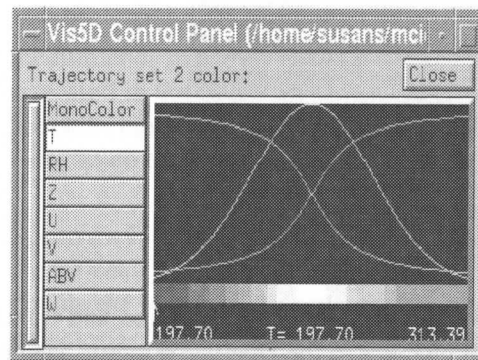 Vis5D Control Panel (/home/susans/mci
Trajectory set 2 color:
Close
MonoColor
T
RH
Z
U
V
ABV
W
197.70 T= 197.70 313.39